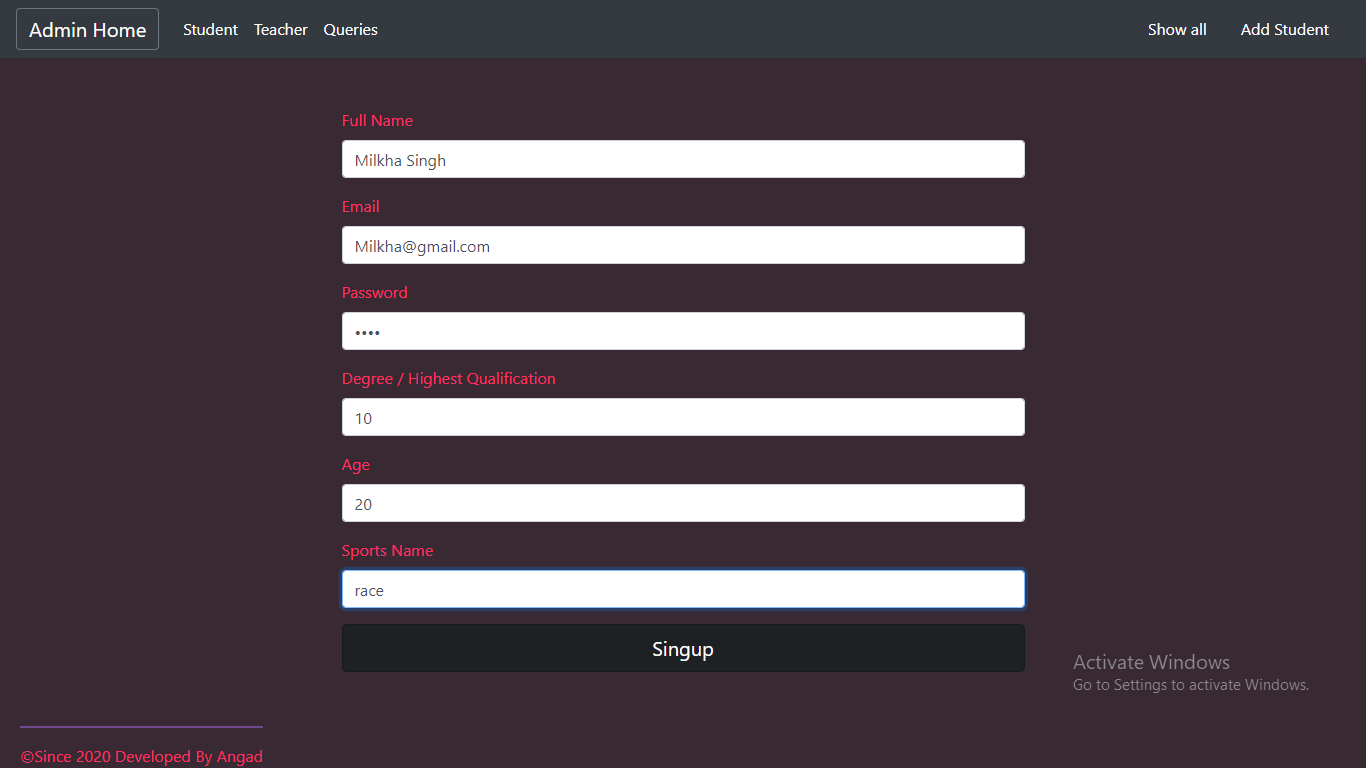 Admin Home Student Teacher Queries Show all Add Student
Full Name
Milkha Singh
Email
Milkha@gmail.com
Password
••••
Degree / Highest Qualification
10
Age
20
Sports Name
race
Singup
Activate Windows
Go to Settings to activate Windows.
©Since 2020 Developed By Angad